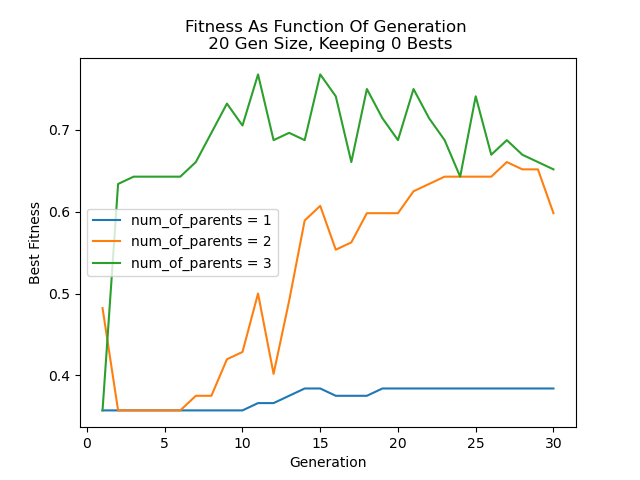 Fitness As Function Of Generation
20 Gen Size, Keeping 0 Bests
Best Fitness
0.7
0.6
0.5
0.4
num_of_parents = 1
num_of_parents = 2
num_of_parents = 3
0 5 10 15 20 25 30
Generation